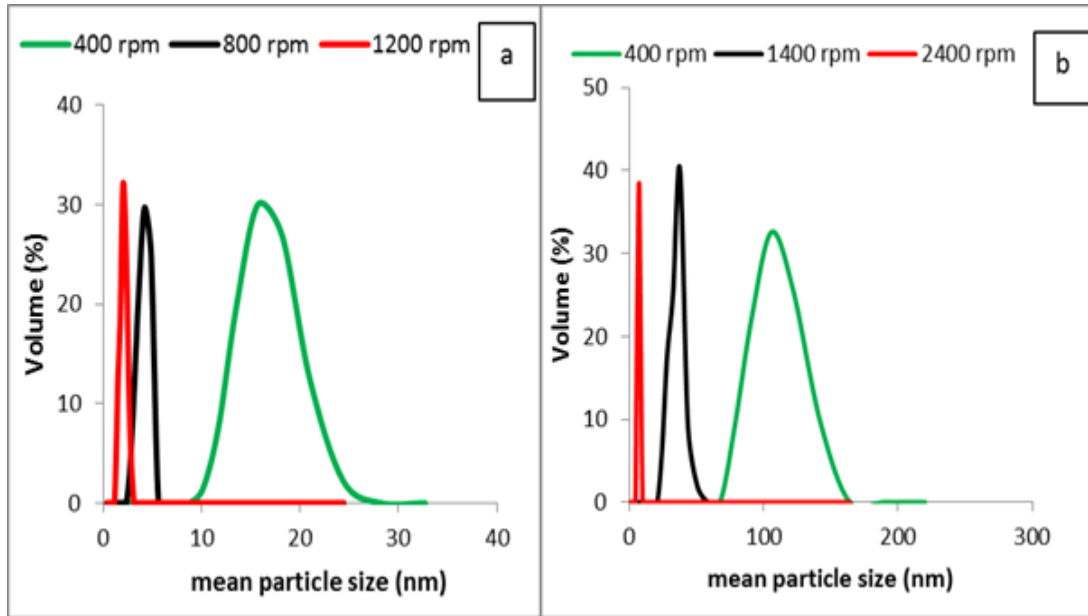 400 rpm 800 rpm 1200 rpm
a
40
30
20
10
0
Volume (%)
0 10 20 30 40
mean particle size (nm)
400 rpm 1400 rpm 2400 rpm
b
50
40
30
20
10
0
Volume (%)
0 100 200 300
mean particle size (nm)